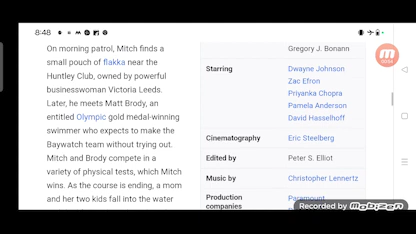 8:48
On morning patrol, Mitch finds a
small pouch of flakka near the
Huntley Club, owned by powerful
businesswoman Victoria Leeds.
Later, he meets Matt Brody, an
entitled Olympic gold medal-winning
swimmer who expects to make the
Baywatch team without trying out.
Mitch and Brody compete in a
variety of physical tests, which Mitch
wins. As the course is ending, a mom
and her two kids fall into the water
Gregory J. Bonann
Starring
Dwayne Johnson
Zac Efron
Priyanka Chopra
Pamela Anderson
David Hasselhoff
Cinematography
Eric Steelberg
Edited by
Peter S. Elliot
Music by
Christopher Lennertz
Production
companies
Paramount
Recorded by Mobizen